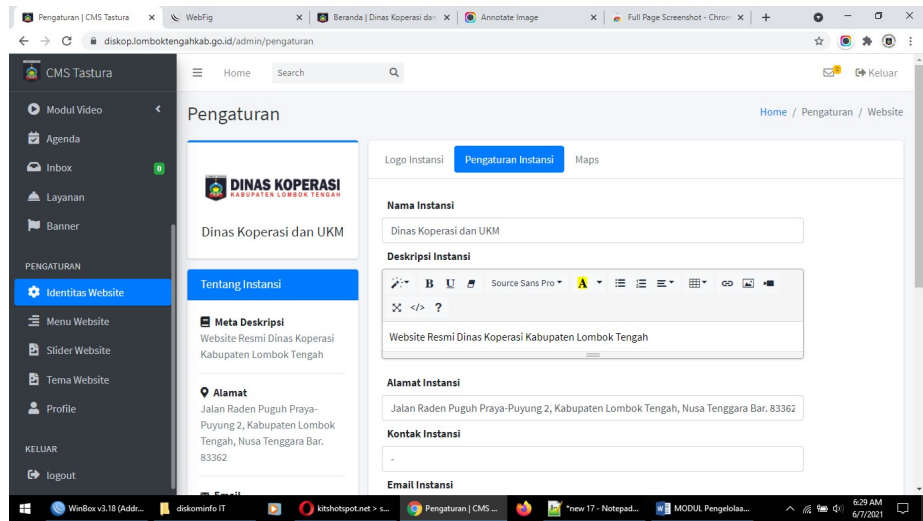 Pengaturan | CMS Tastura
WebFig
Beranda | Dinas Koperasi dan
Annotate Image
Full Page Screenshot - Chrom
diskop.lomboktengahkab.go.id/admin/pengaturan
CMS Tastura
Home
Search
Keluar
Modul Video
Agenda
Inbox
0
Layanan
Banner
PENGATURAN
Identitas Website
Menu Website
Slider Website
Tema Website
Profile
KELUAR
logout
Pengaturan
Home / Pengaturan / Website
DINAS KOPERASI
KABUPATEN LOMBOK TENGAH
Dinas Koperasi dan UKM
Tentang Instansi
Meta Deskripsi
Website Resmi Dinas Koperasi
Kabupaten Lombok Tengah
Alamat
Jalan Raden Puguh Praya-
Puyung 2, Kabupaten Lombok
Tengah, Nusa Tenggara Bar.
83362
Email
Logo Instansi
Pengaturan Instansi
Maps
Nama Instansi
Dinas Koperasi dan UKM
Deskripsi Instansi
B U Source Sans Pro A
</> ?
Website Resmi Dinas Koperasi Kabupaten Lombok Tengah
Alamat Instansi
Jalan Raden Puguh Praya-Puyung 2, Kabupaten Lombok Tengah, Nusa Tenggara Bar. 83362
Kontak Instansi
-
Email Instansi
WinBox v3.18 (Addr...
diskominfo IT
kitshotspot.net > s...
Pengaturan | CMS ...
*new 17 - Notepad...
MODUL Pengelolaa...
6:29 AM
6/7/2021